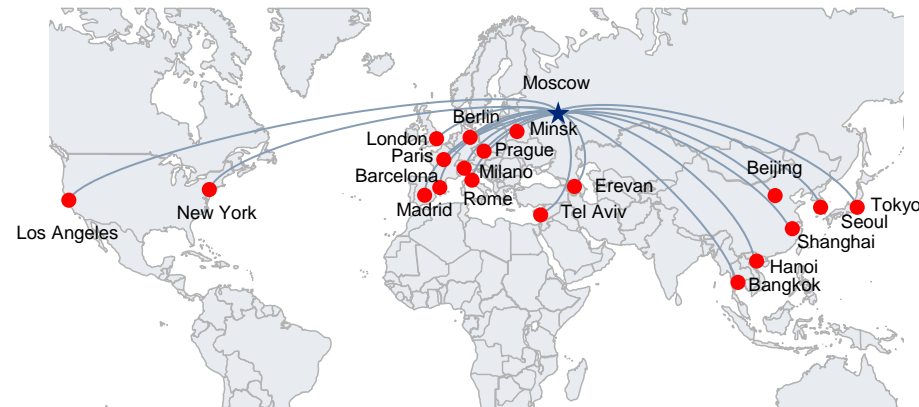 Moscow
Berlin
Minsk
London
Prague
Paris
Barcelona
Milano
Beijing
Erevan
Rome
Madrid
New York
Tokyo
Tel Aviv
Seoul
Los Angeles
Shanghai
Hanoi
Bangkok